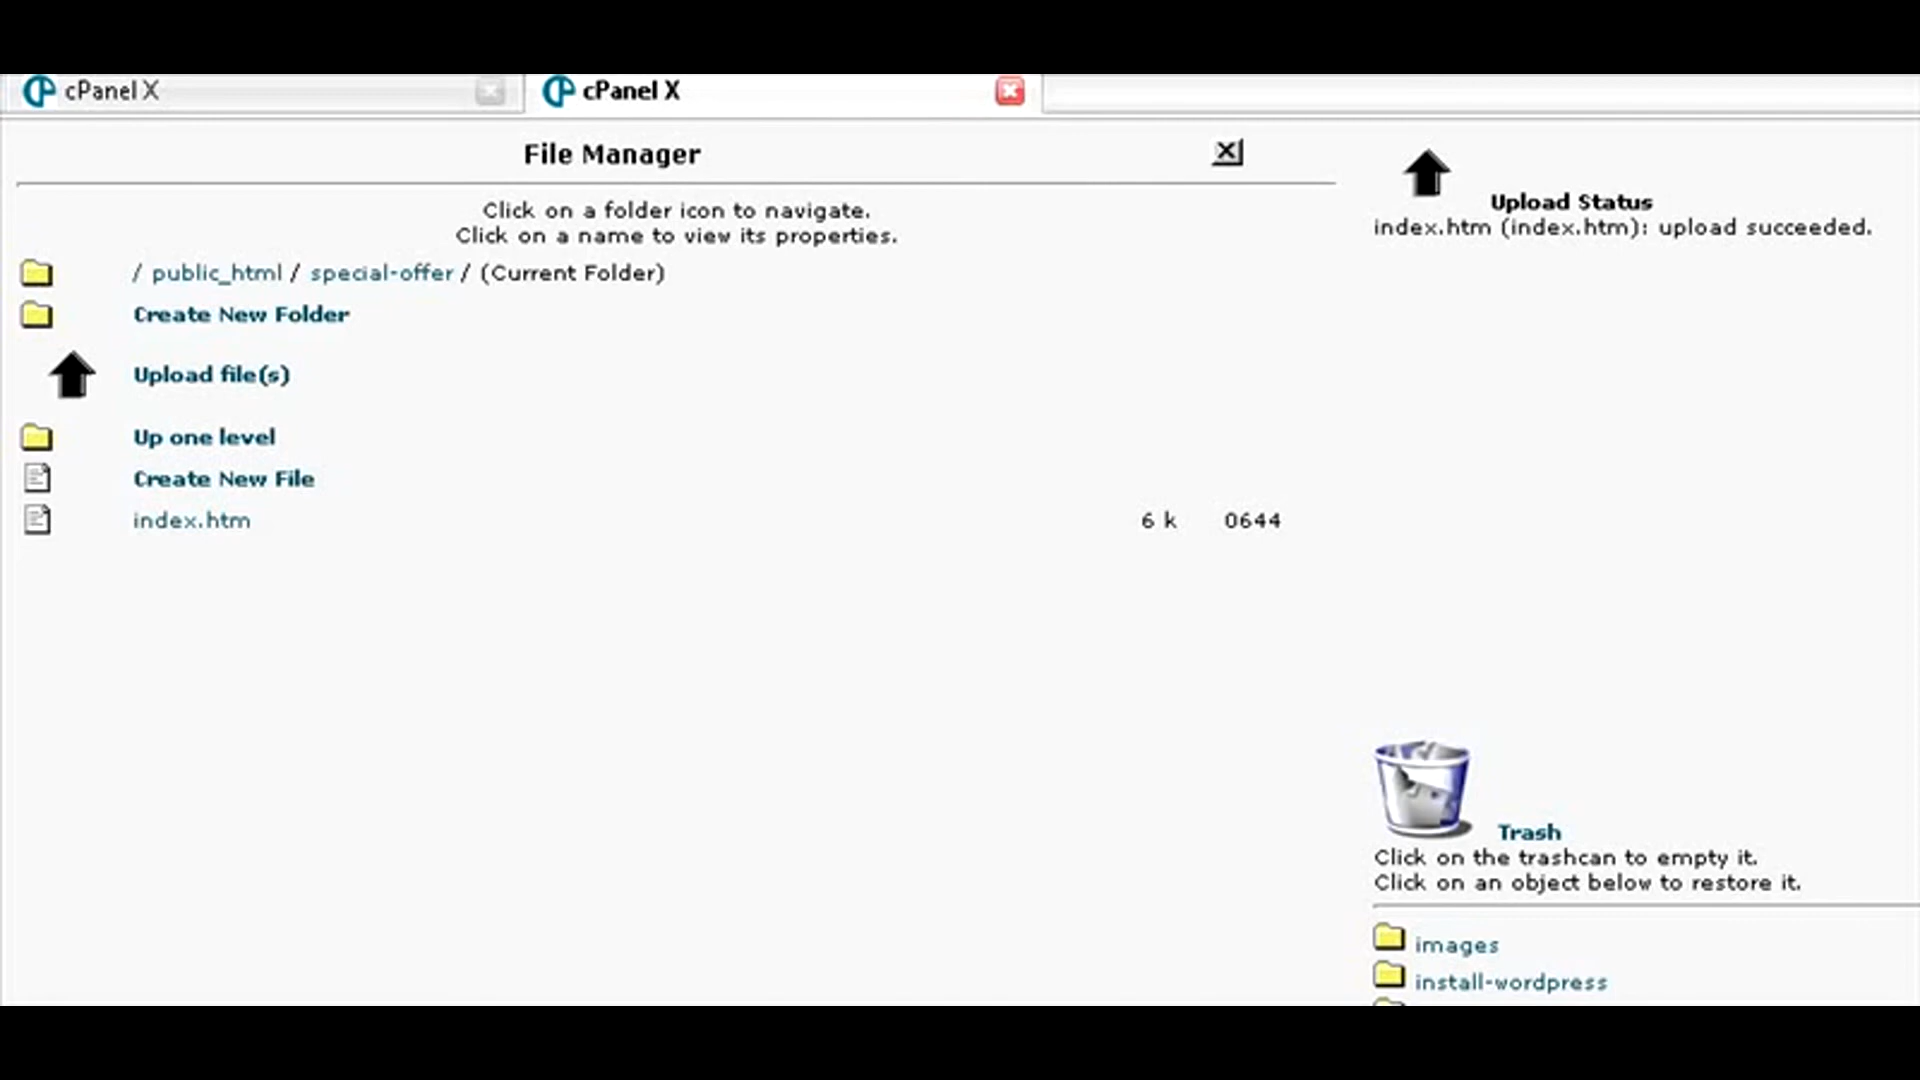 cPanel X
cPanel X
File Manager
Click on a folder icon to navigate.
Click on a name to view its properties.
/ public_html / special-offer / (Current Folder)
Create New Folder
Upload file(s)
Up one level
Create New File
index.htm 6 k 0644
Upload Status
index.htm (index.htm): upload succeeded.
Trash
Click on the trashcan to empty it.
Click on an object below to restore it.
images
install-wordpress